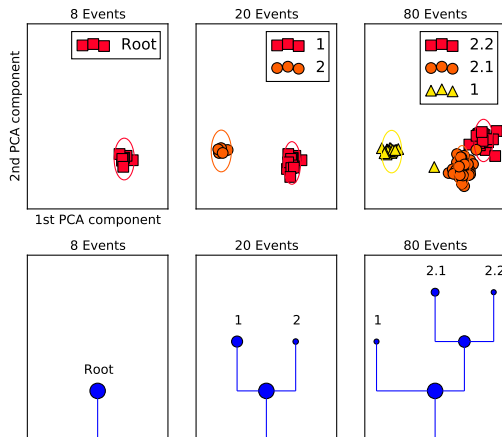 8 Events
20 Events
80 Events
Root
1
2
2.2
2.1
1
2nd PCA component
1st PCA component
8 Events
20 Events
80 Events
Root
1
2
1
2.1
2.2